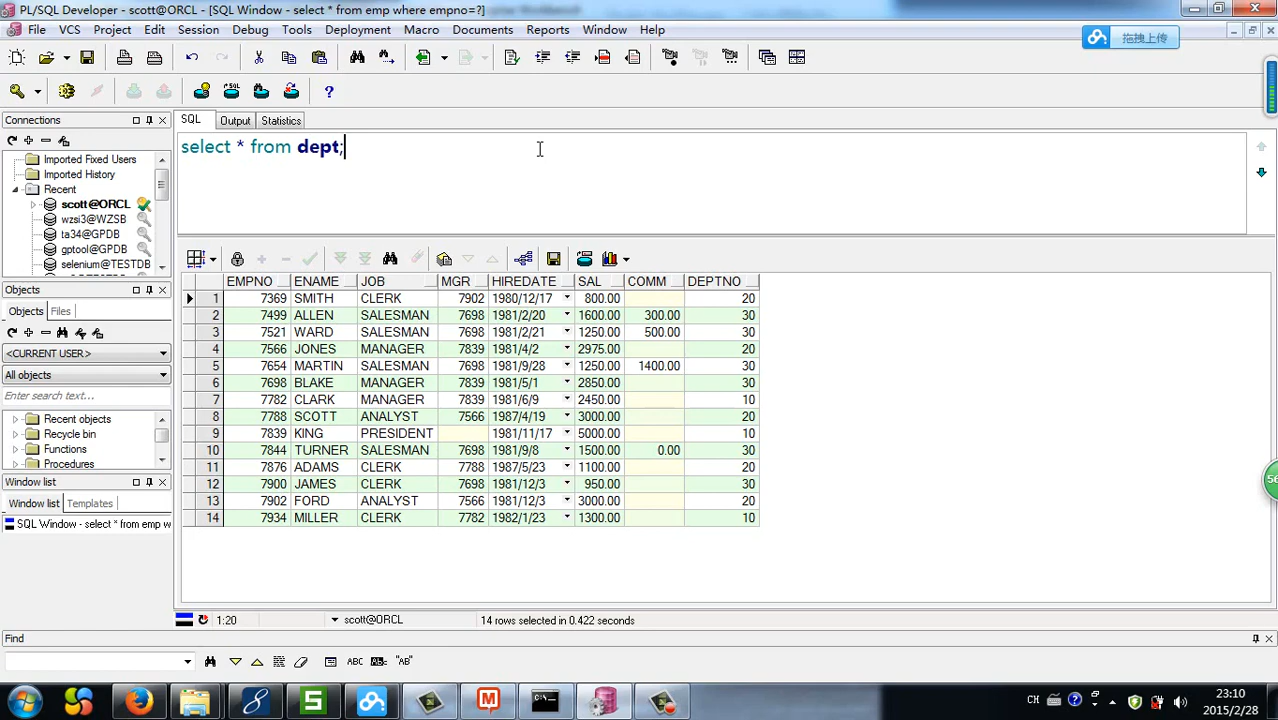 PL/SQL Developer - scott@ORCL - [SQL Window - select * from emp where empno=?]
File VCS Project Edit Session Debug Tools Deployment Macro Documents Reports Window Help
拖拽上传
Connections
SQL Output Statistics
select * from dept;
Imported Fixed Users
Imported History
Recent
scott@ORCL
wzsi3@WZSB
ta34@GPDB
gptool@GPDB
selenium@TESTDB
Objects
Objects Files
<CURRENT USER>
All objects
Enter search text...
Recent objects
Recycle bin
Functions
Procedures
Window list
Window list Templates
SQL Window - select * from emp w
EMPNO ENAME JOB MGR HIREDATE SAL COMM DEPTNO
1 7369 SMITH CLERK 7902 1980/12/17 800.00 20
2 7499 ALLEN SALESMAN 7698 1981/2/20 1600.00 300.00 30
3 7521 WARD SALESMAN 7698 1981/2/21 1250.00 500.00 30
4 7566 JONES MANAGER 7839 1981/4/2 2975.00 20
5 7654 MARTIN SALESMAN 7698 1981/9/28 1250.00 1400.00 30
6 7698 BLAKE MANAGER 7839 1981/5/1 2850.00 30
7 7782 CLARK MANAGER 7839 1981/6/9 2450.00 10
8 7788 SCOTT ANALYST 7566 1987/4/19 3000.00 20
9 7839 KING PRESIDENT 1981/11/17 5000.00 10
10 7844 TURNER SALESMAN 7698 1981/9/8 1500.00 0.00 30
11 7876 ADAMS CLERK 7788 1987/5/23 1100.00 20
12 7900 JAMES CLERK 7698 1981/12/3 950.00 30
13 7902 FORD ANALYST 7566 1981/12/3 3000.00 20
14 7934 MILLER CLERK 7782 1982/1/23 1300.00 10
1:20 scott@ORCL 14 rows selected in 0.422 seconds
Find
ABC "AB"
CH
23:10
2015/2/28